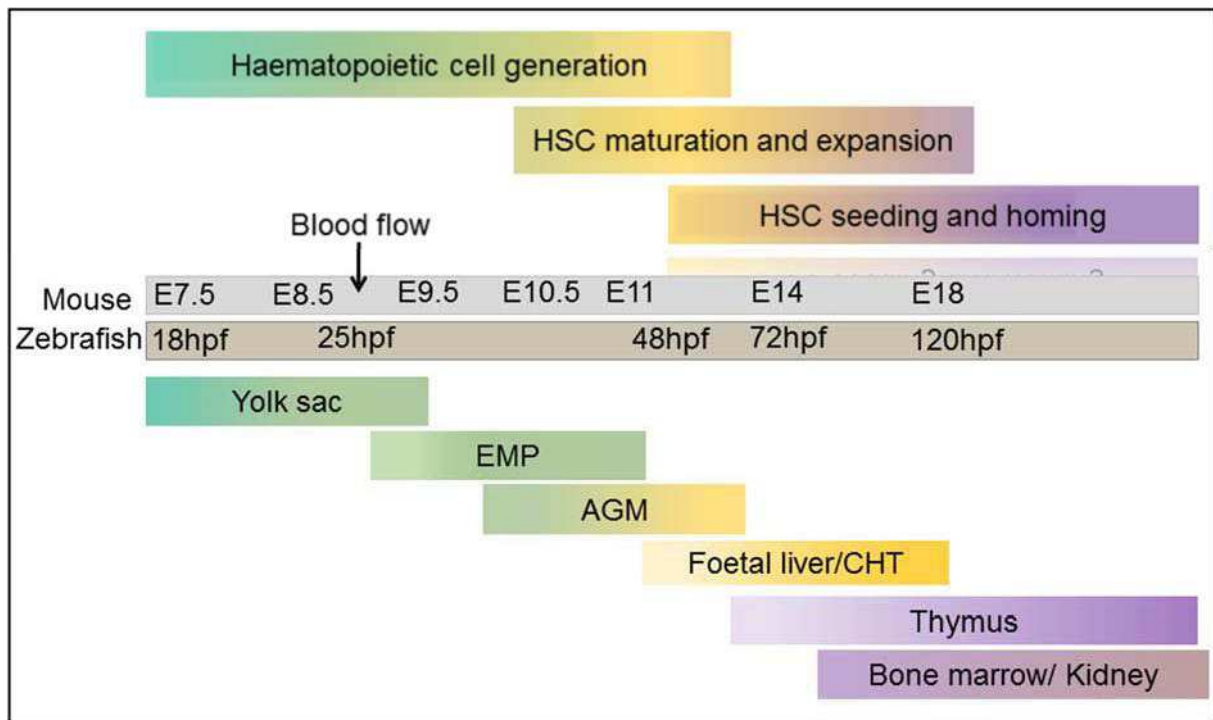 Haematopoietic cell generation
HSC maturation and expansion
HSC seeding and homing
Blood flow
Mouse E7.5 E8.5 E9.5 E10.5 E11 E14 E18
Zebrafish 18hpf 25hpf 48hpf 72hpf 120hpf
Yolk sac
EMP
AGM
Foetal liver/CHT
Thymus
Bone marrow/ Kidney